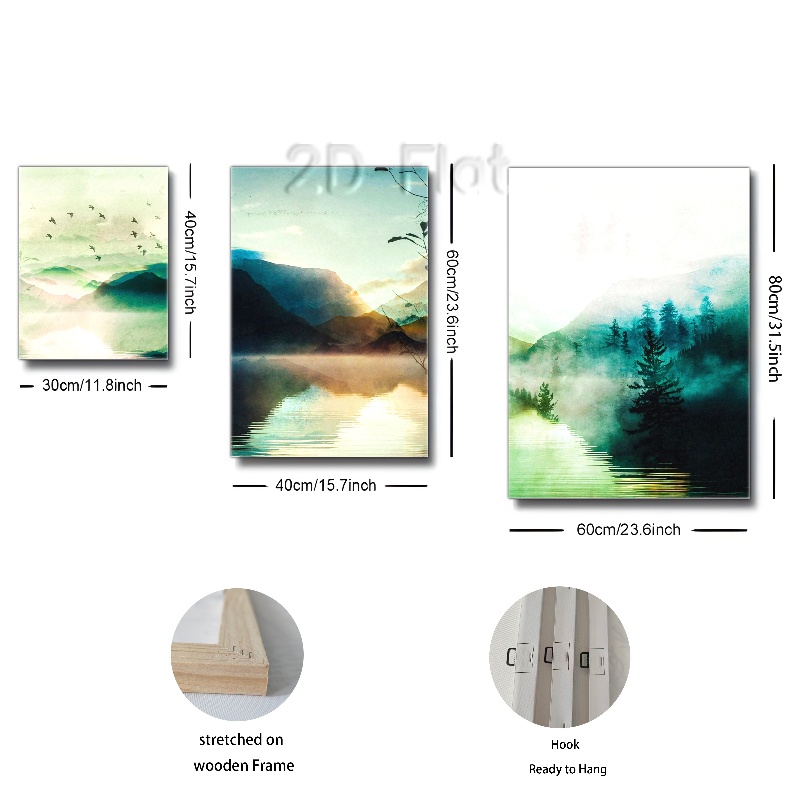 2D Flat
40cm/15.7inch
30cm/11.8inch
60cm/23.6inch
40cm/15.7inch
80cm/31.5inch
60cm/23.6inch
stretched on
wooden Frame
Hook
Ready to Hang